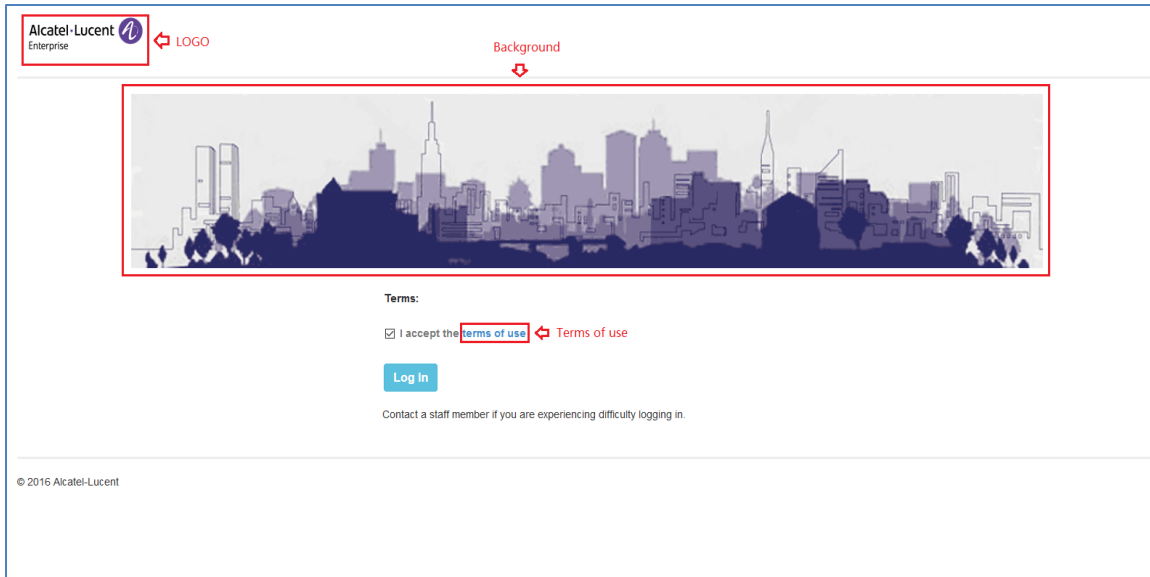 Alcatel·Lucent
Enterprise
LOGO
Background
Terms:
I accept the terms of use
Terms of use
Log In
Contact a staff member if you are experiencing difficulty logging in.
© 2016 Alcatel-Lucent